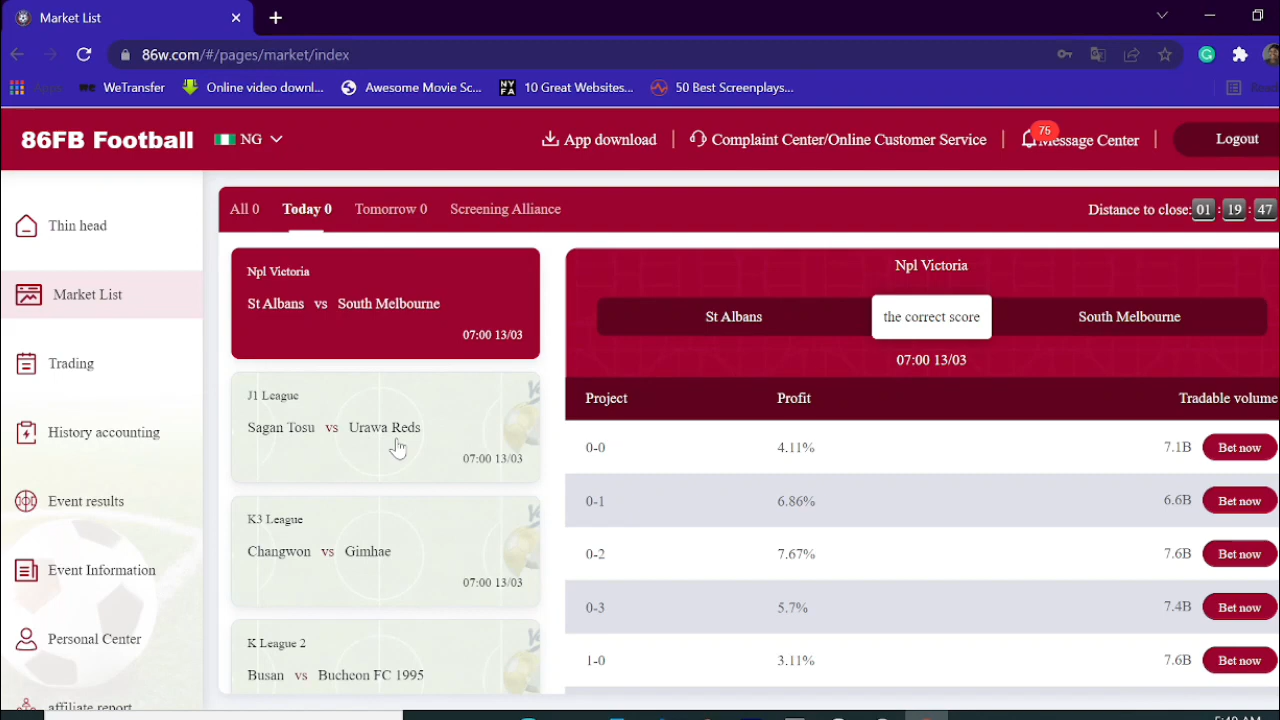 Market List
86w.com/#/pages/market/index
WeTransfer
Online video downl...
Awesome Movie Sc...
NY FA
10 Great Websites...
50 Best Screenplays...
86FB Football
NG
App download
Complaint Center/Online Customer Service
75
Message Center
Logout
Thin head
Market List
Trading
History accounting
Event results
Event Information
Personal Center
affiliate report
All 0
Today 0
Tomorrow 0
Screening Alliance
Distance to close: 01 : 19 : 47
Npl Victoria
St Albans vs South Melbourne
07:00 13/03
J1 League
Sagan Tosu vs Urawa Reds
07:00 13/03
K3 League
Changwon vs Gimhae
07:00 13/03
K League 2
Busan vs Bucheon FC 1995
Npl Victoria
St Albans
the correct score
South Melbourne
07:00 13/03
Project Profit Tradable volume
0-0 4.11% 7.1B Bet now
0-1 6.86% 6.6B Bet now
0-2 7.67% 7.6B Bet now
0-3 5.7% 7.4B Bet now
1-0 3.11% 7.6B Bet now